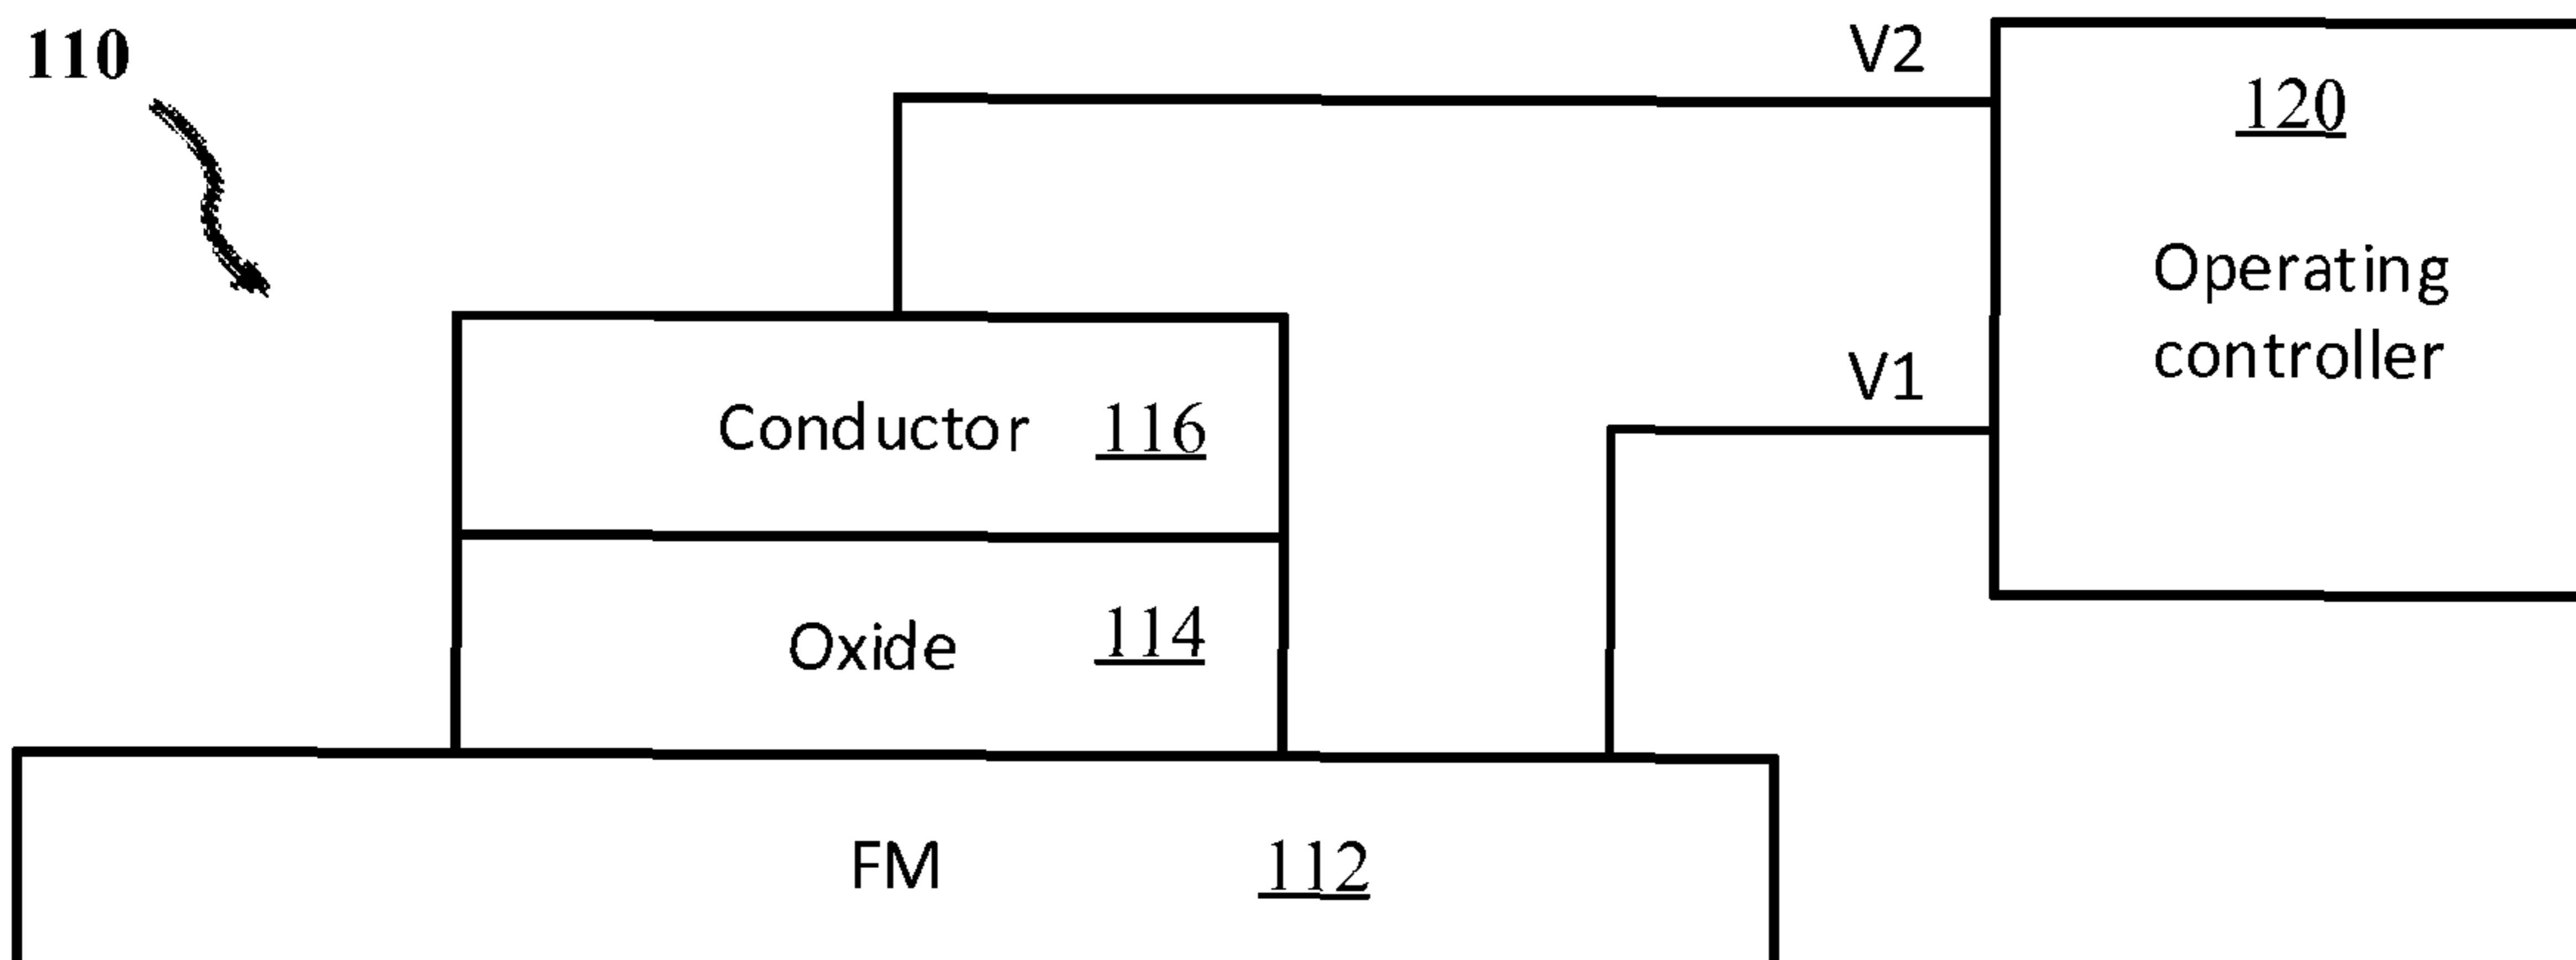 110
V2
120
Operating
controller
V1
Conductor 116
Oxide 114
FM 112